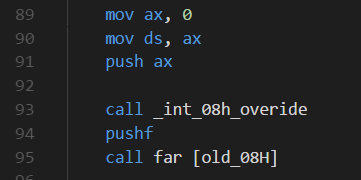 89 mov ax, 0
90 mov ds, ax
91 push ax
92
93 call _int_08h_overide
94 pushf
95 call far [old_08H]